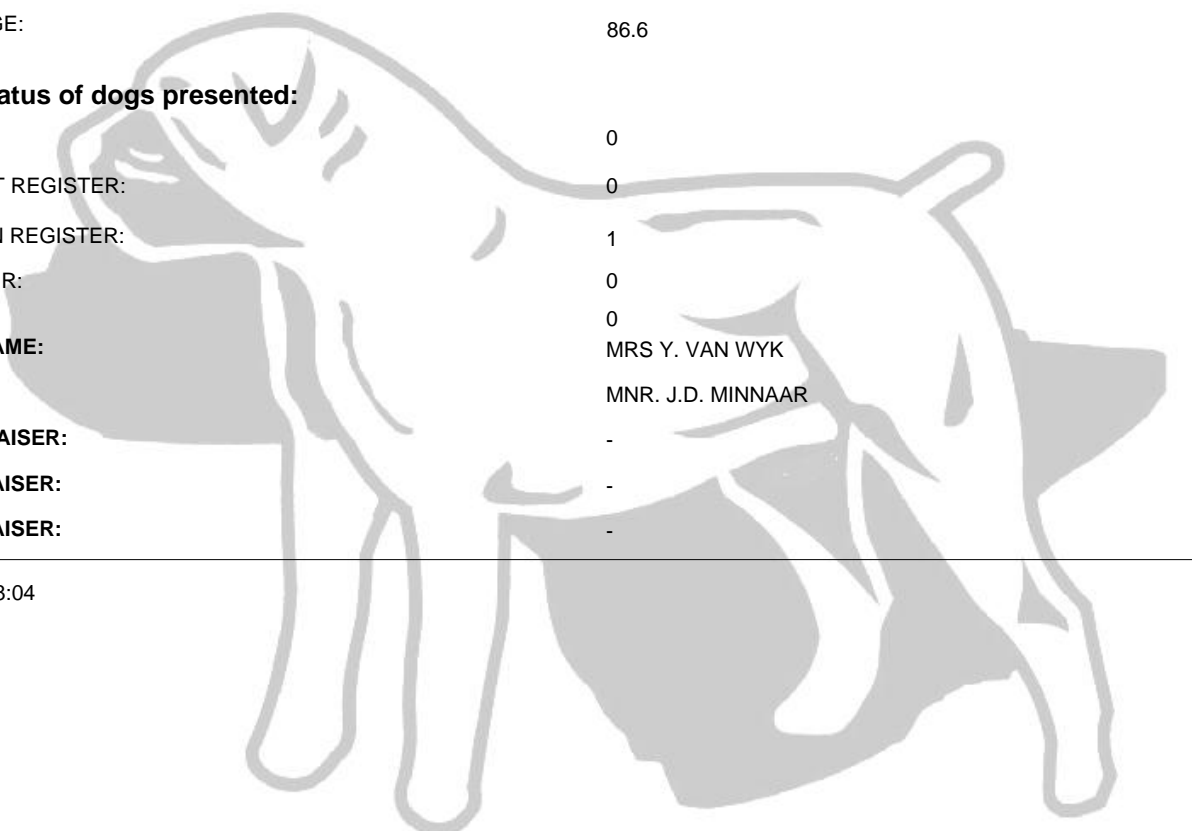 GE: 86.6
atus of dogs presented:
0
T REGISTER: 0
N REGISTER: 1
R: 0
0
AME: MRS Y. VAN WYK
MNR. J.D. MINNAAR
AISER: -
AISER: -
AISER: -
3:04